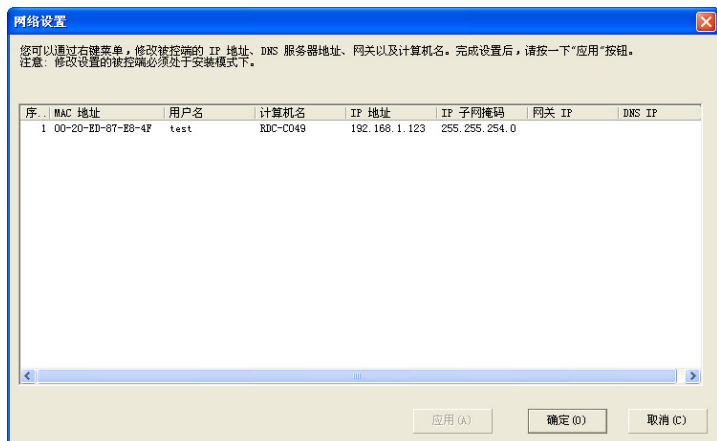 网络设置
您可以通过右键菜单，修改被控端的 IP 地址、DNS 服务器地址、网关以及计算机名。完成设置后，请按一下"应用"按钮。
注意: 修改设置的被控端必须处于安装模式下。
序.. MAC 地址 用户名 计算机名 IP 地址 IP 子网掩码 网关 IP DNS IP
1 00-20-ED-87-E8-4F test RDC-C049 192.168.1.123 255.255.254.0
应用(A) 确定(O) 取消(C)